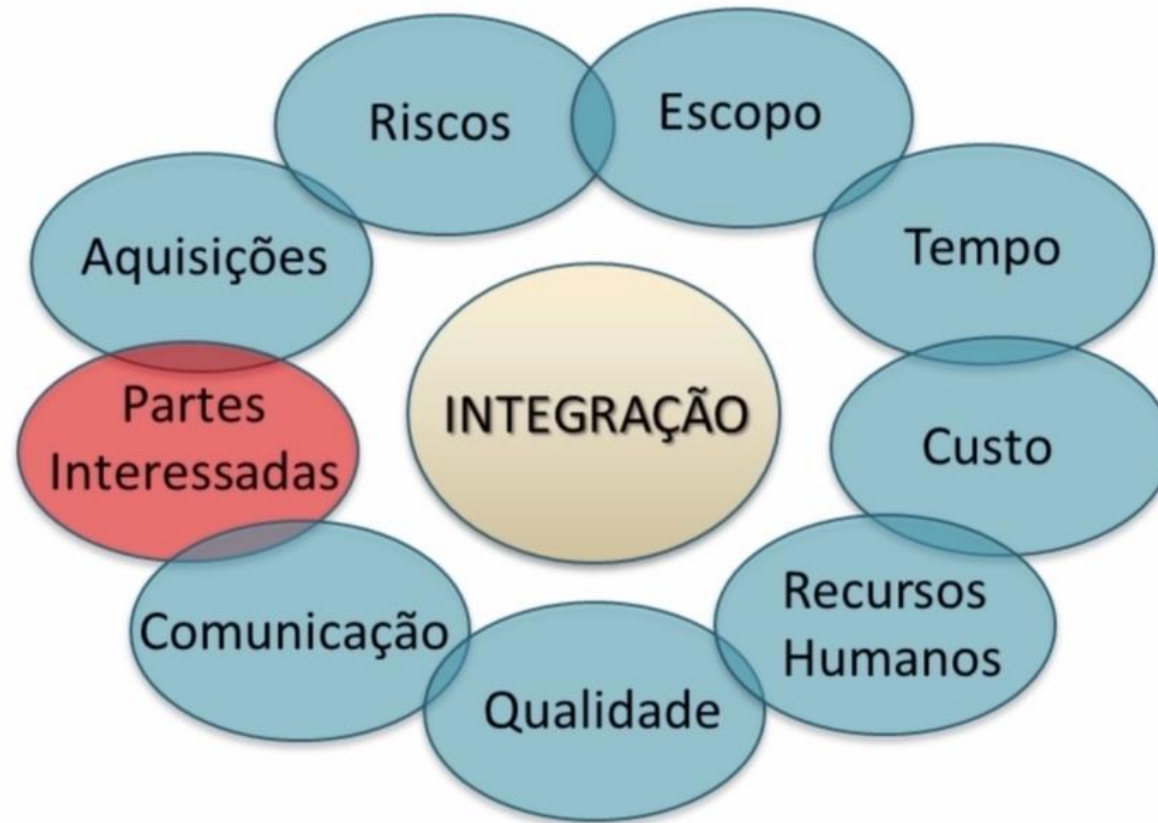 Riscos
Escopo
Aquisições
Tempo
Partes
Interessadas
INTEGRAÇÃO
Custo
Comunicação
Recursos
Humanos
Qualidade